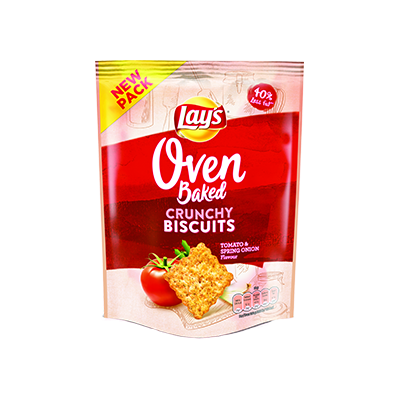 NEW
PACK
Lay's
40%
less fat*
Oven
Baked
CRUNCHY
BISCUITS
TOMATO &
SPRING ONION
Flavour